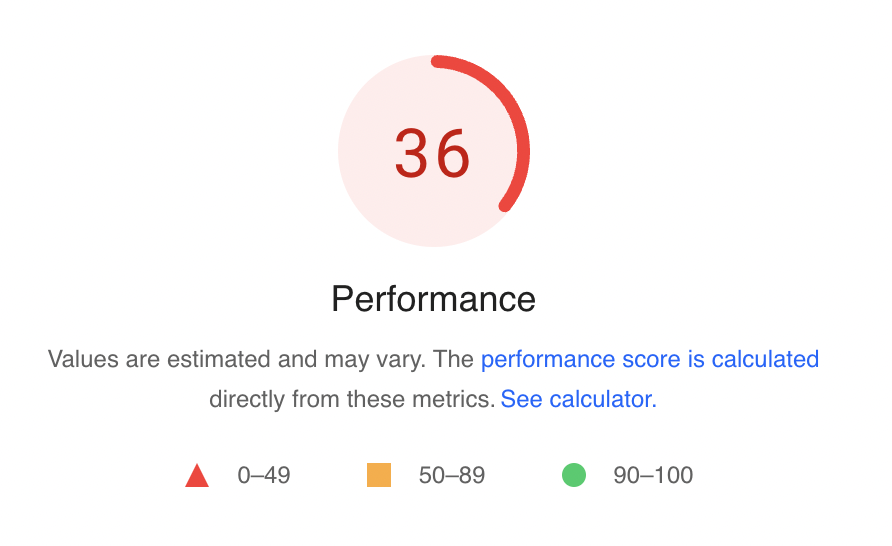 36
Performance
Values are estimated and may vary. The performance score is calculated
directly from these metrics. See calculator.
0–49 50–89 90–100